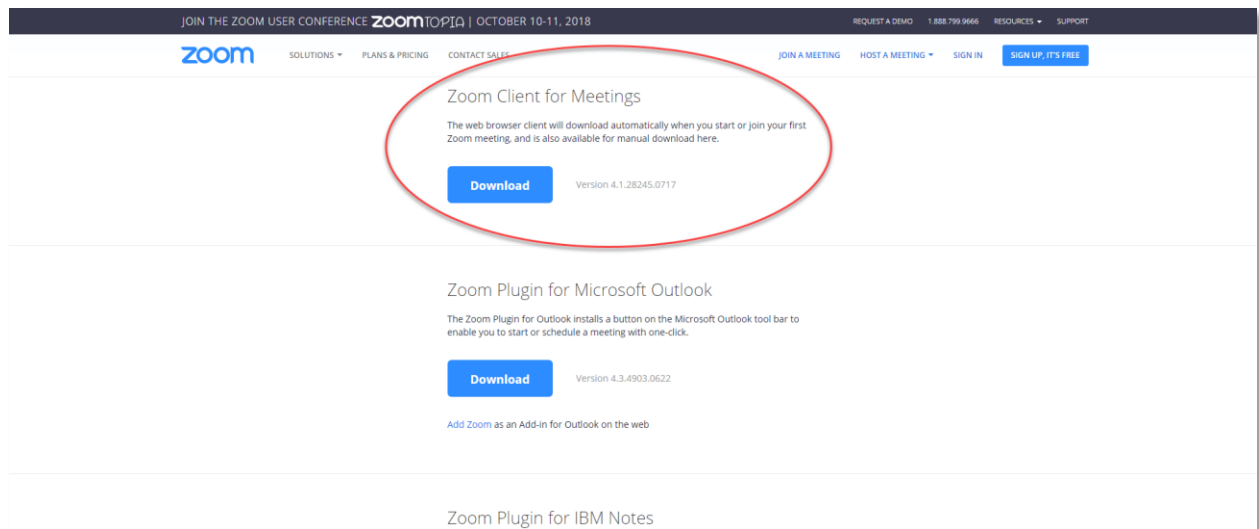 JOIN THE ZOOM USER CONFERENCE zoomTOPIA | OCTOBER 10-11, 2018 REQUEST A DEMO 1.888.799.9666 RESOURCES SUPPORT
zoom SOLUTIONS PLANS & PRICING CONTACT SALES JOIN A MEETING HOST A MEETING SIGN IN SIGN UP, IT'S FREE
Zoom Client for Meetings
The web browser client will download automatically when you start or join your first
Zoom meeting, and is also available for manual download here.
Download Version 4.1.28245.0717
Zoom Plugin for Microsoft Outlook
The Zoom Plugin for Outlook installs a button on the Microsoft Outlook tool bar to
enable you to start or schedule a meeting with one-click.
Download Version 4.3.4903.0622
Add Zoom as an Add-in for Outlook on the web
Zoom Plugin for IBM Notes